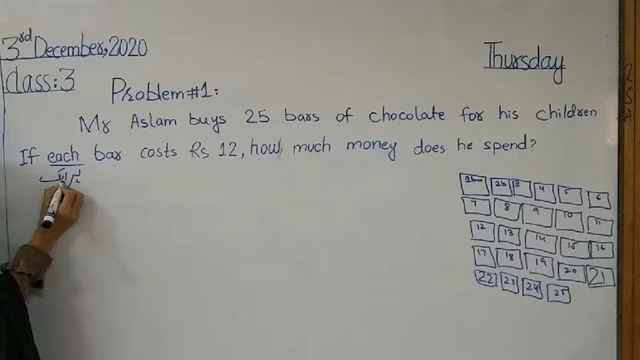 3rd December, 2020
Thursday
Class: 3
Problem#1:
Mr Aslam buys 25 bars of chocolate for his children
If each bar costs Rs 12, how much money does he spend?
ہر ایک
1 2 3 4 5 6
7 8 9 10 11
12 13 14 15 16
17 18 19 20 21
22 23 24 25